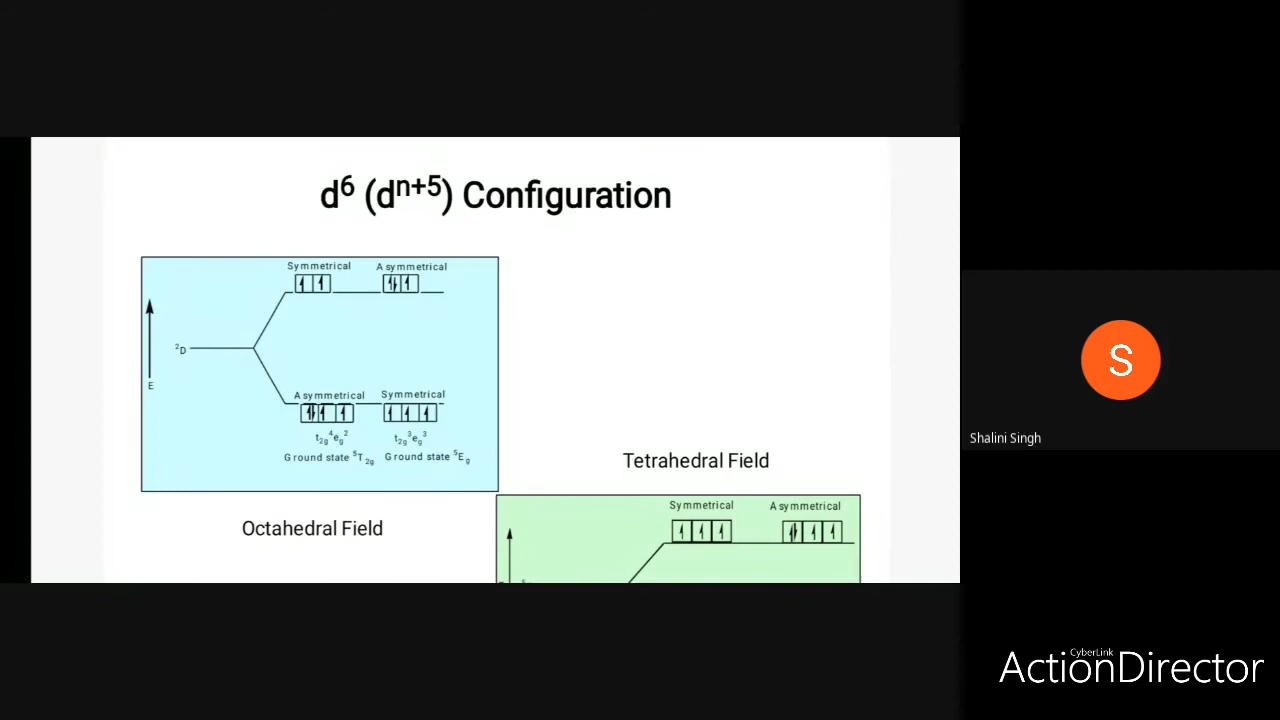 d⁶ (dⁿ⁺⁵) Configuration
Symmetrical Asymmetrical
²D
E
Asymmetrical Symmetrical
t₂g⁴eg² t₂g³eg³
Ground state ⁵T₂g Ground state ⁵Eg
Octahedral Field
Tetrahedral Field
Symmetrical Asymmetrical
S
Shalini Singh
CyberLink
ActionDirector